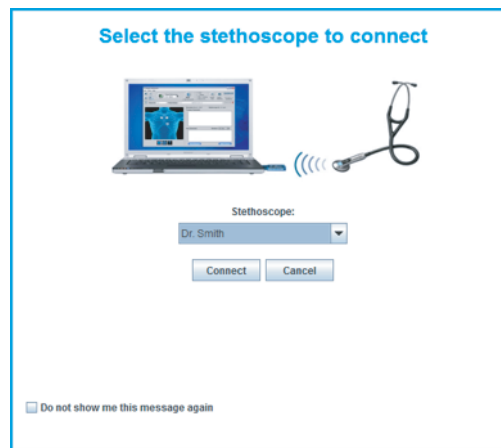 Select the stethoscope to connect
Stethoscope:
Dr. Smith
Connect Cancel
Do not show me this message again